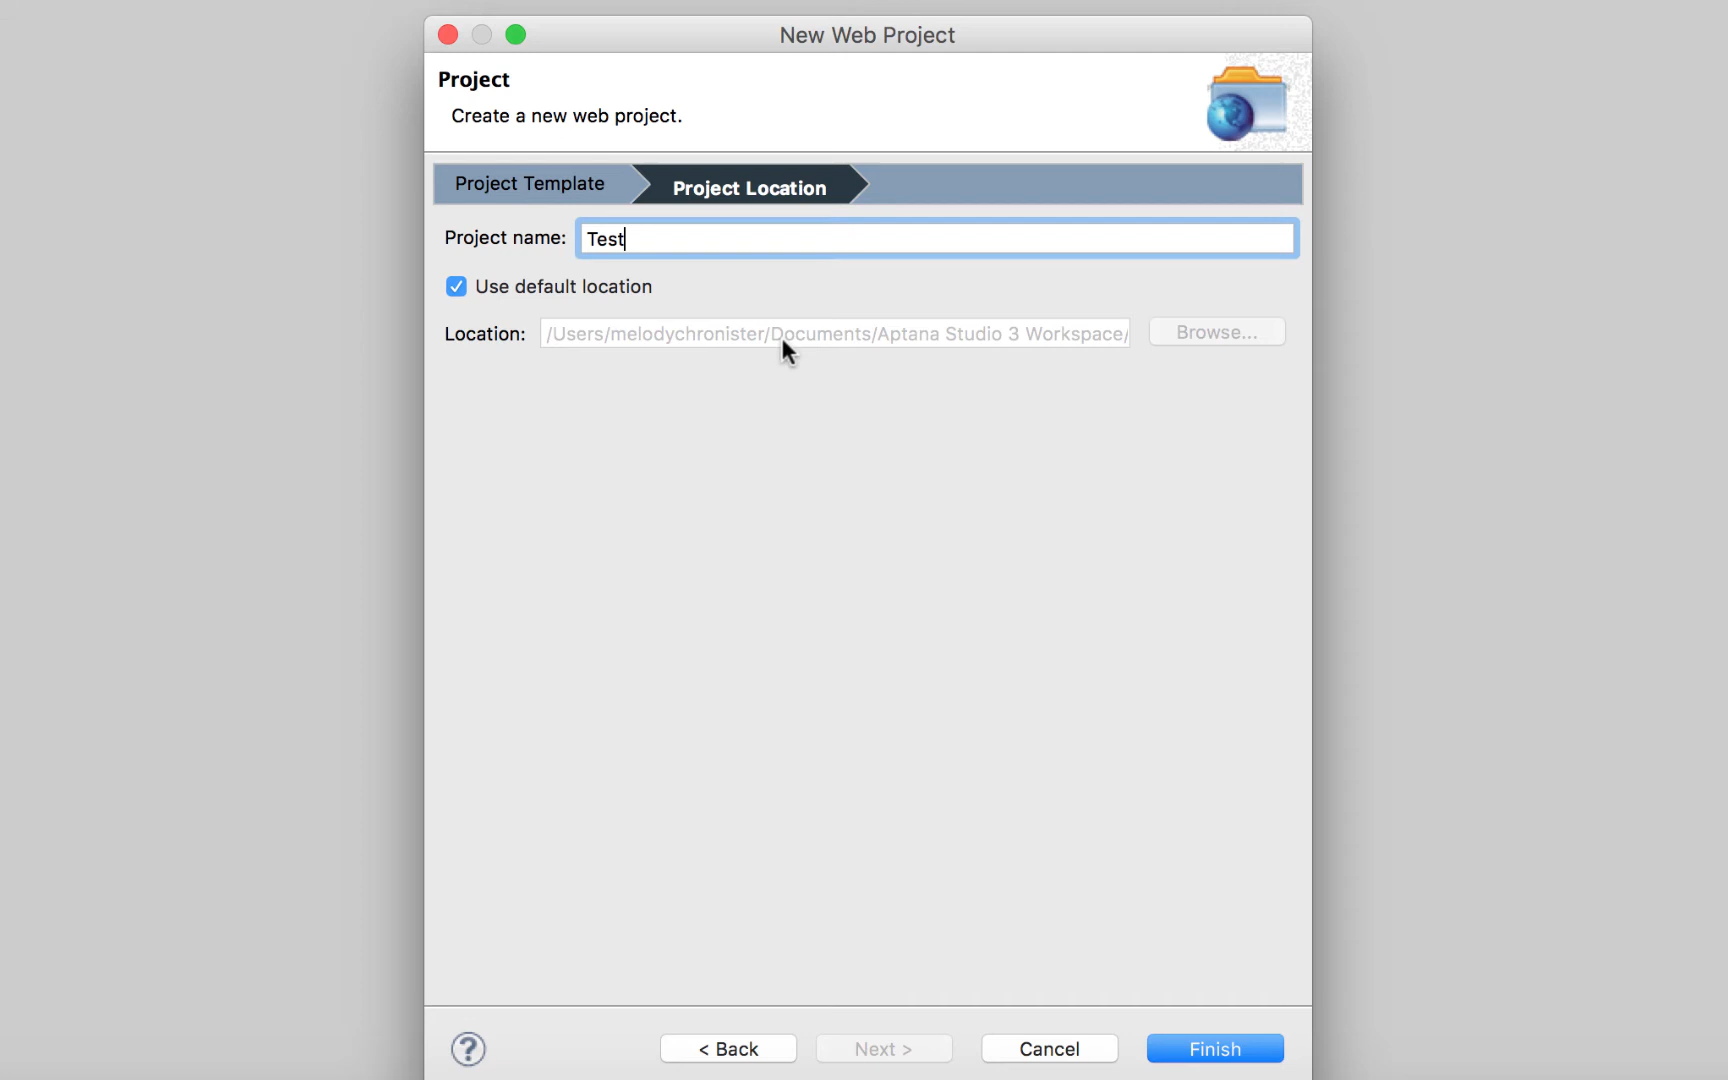 New Web Project
Project
Create a new web project.
Project Template
Project Location
Project name: Test
Use default location
Location: /Users/melodychronister/Documents/Aptana Studio 3 Workspace/ Browse...
? < Back Next > Cancel Finish